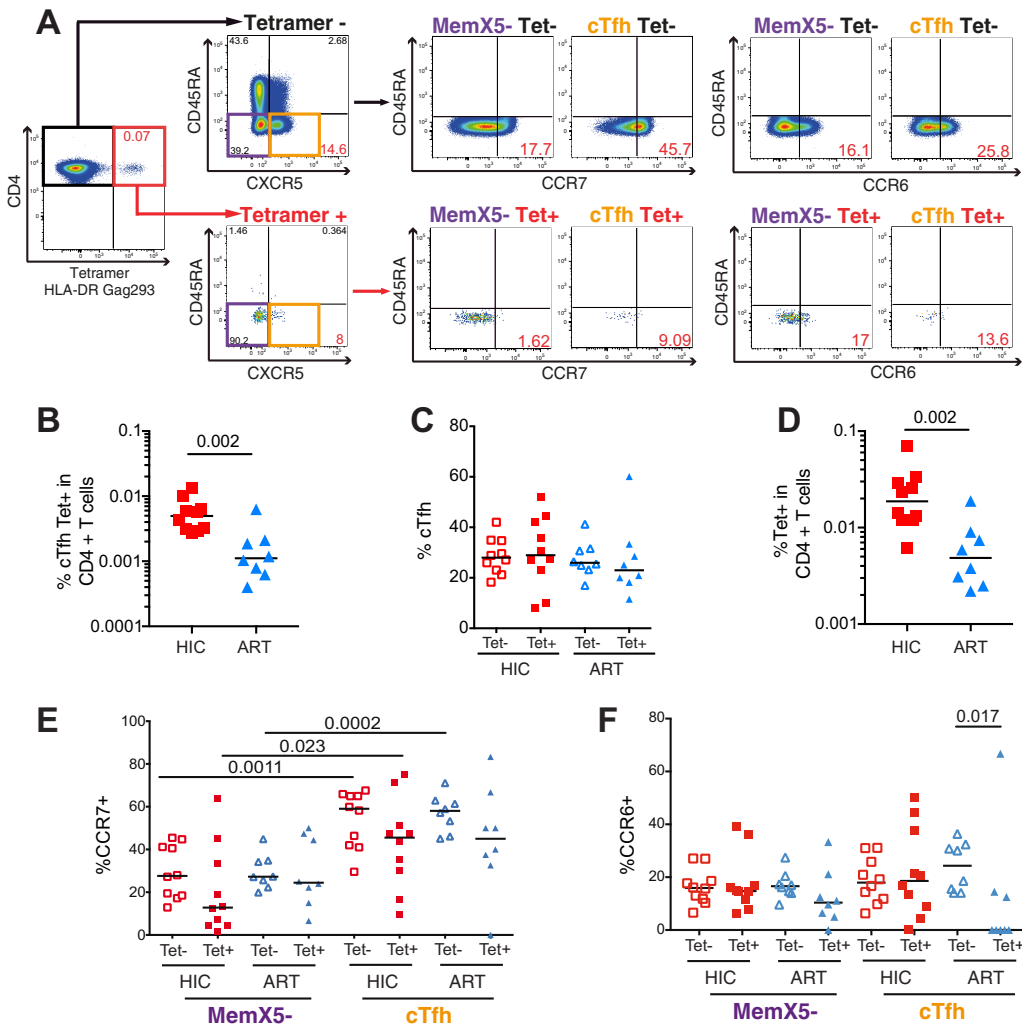 A
Tetramer -
MemX5- Tet-
cTfh Tet-
MemX5- Tet-
cTfh Tet-
43.6
2.68
39.2
14.6
CD45RA
CXCR5
CD45RA
17.7
45.7
CCR7
CD45RA
16.1
25.8
CCR6
0.07
CD4
Tetramer
HLA-DR Gag293
Tetramer +
MemX5- Tet+
cTfh Tet+
MemX5- Tet+
cTfh Tet+
1.46
0.364
90.2
8
CD45RA
CXCR5
CD45RA
1.62
9.09
CCR7
CD45RA
17
13.6
CCR6
B
0.002
% cTfh Tet+ in
CD4 + T cells
0.1
0.01
0.001
0.0001
HIC
ART
C
% cTfh
80
60
40
20
0
Tet-
Tet+
Tet-
Tet+
HIC
ART
D
0.002
%Tet+ in
CD4 + T cells
0.1
0.01
0.001
HIC
ART
E
0.0002
0.023
0.0011
%CCR7+
100
80
60
40
20
0
Tet-
Tet+
Tet-
Tet+
Tet-
Tet+
Tet-
Tet+
HIC
ART
HIC
ART
MemX5-
cTfh
F
0.017
%CCR6+
80
60
40
20
0
Tet-
Tet+
Tet-
Tet+
Tet-
Tet+
Tet-
Tet+
HIC
ART
HIC
ART
MemX5-
cTfh